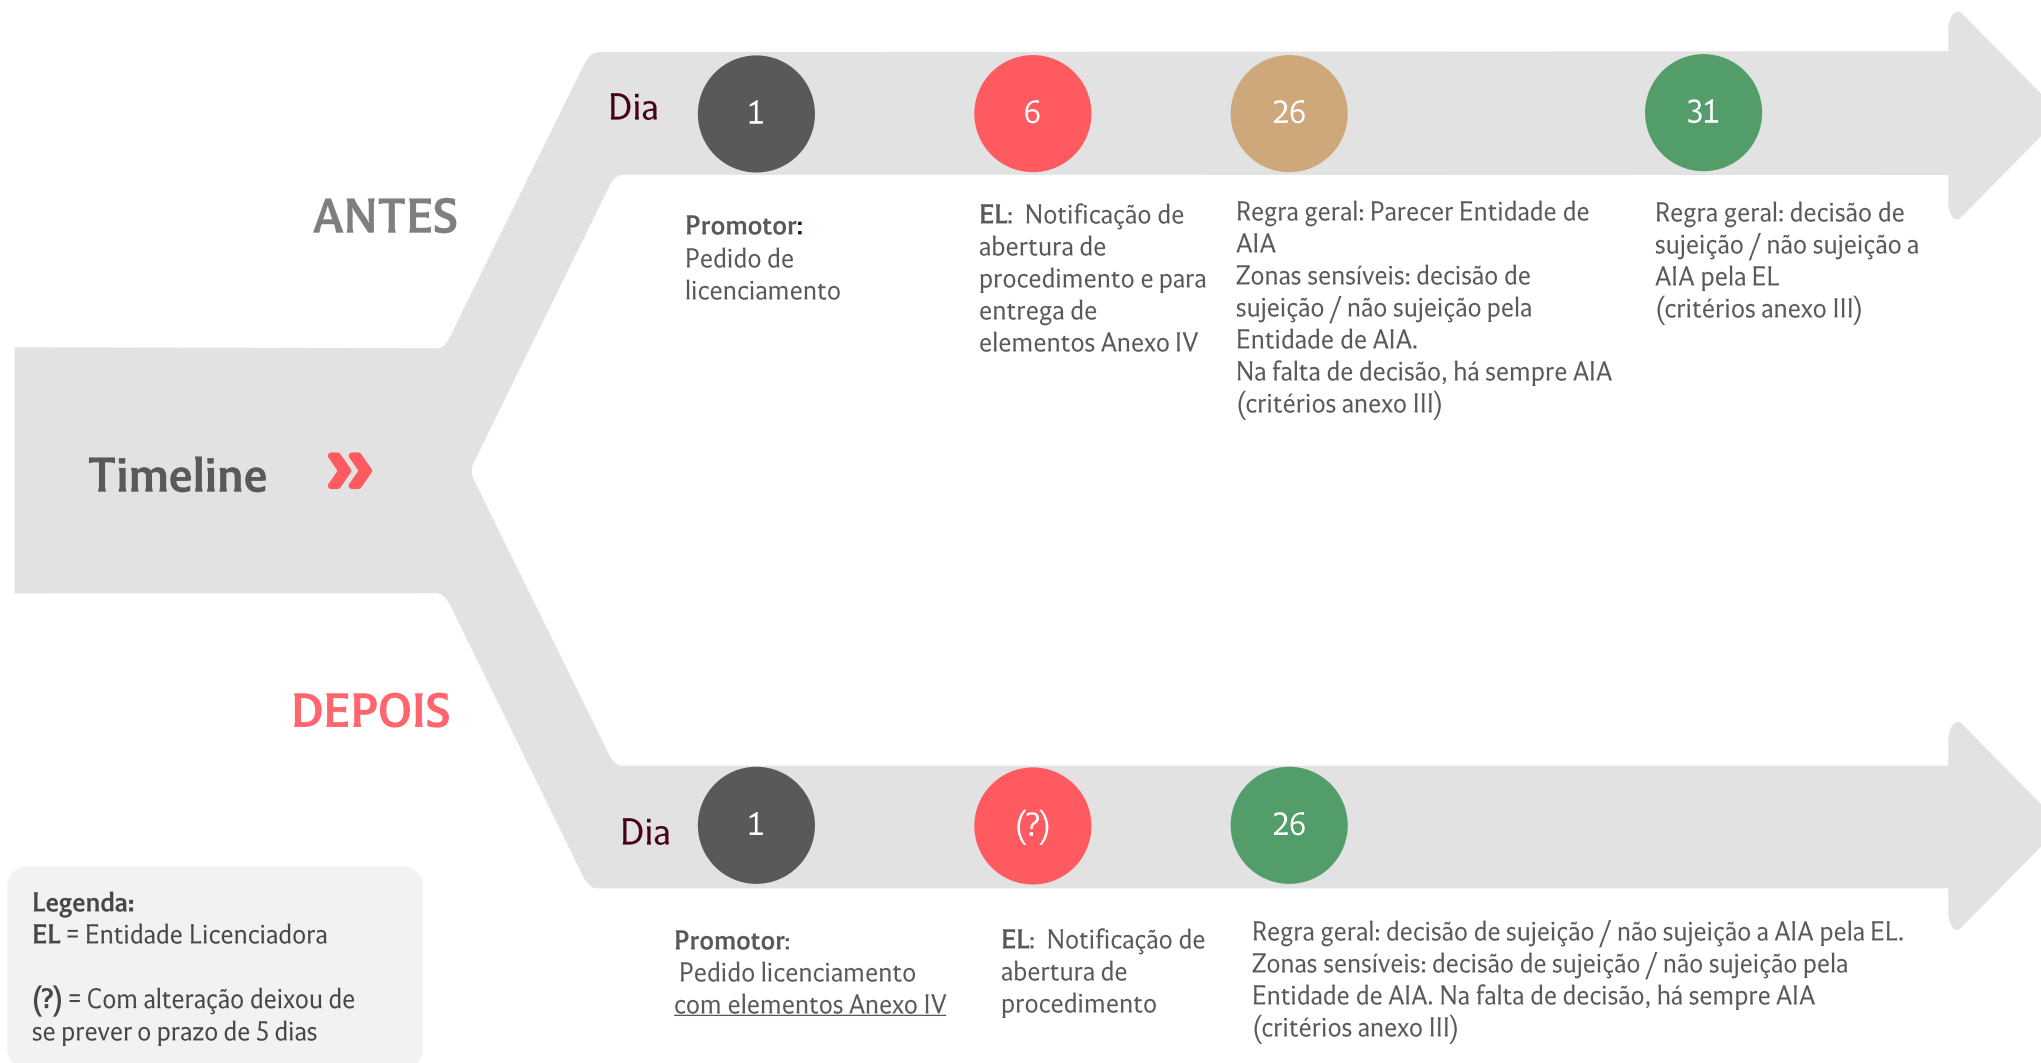 Dia
1
6
26
31
ANTES
Promotor:
Pedido de
licenciamento
EL:  Notificação de
abertura de
procedimento e para
entrega de
elementos Anexo IV
Regra geral: Parecer Entidade de
AIA
Zonas sensíveis: decisão de
sujeição / não sujeição pela
Entidade de AIA.
Na falta de decisão, há sempre AIA
(critérios anexo III)
Regra geral: decisão de
sujeição / não sujeição a
AIA pela EL
(critérios anexo III)
Timeline »
DEPOIS
Dia
1
(?)
26
Promotor:
Pedido licenciamento
com elementos Anexo IV
EL:  Notificação de
abertura de
procedimento
Regra geral: decisão de sujeição / não sujeição a AIA pela EL.
Zonas sensíveis: decisão de sujeição / não sujeição pela
Entidade de AIA. Na falta de decisão, há sempre AIA
(critérios anexo III)
Legenda:
EL = Entidade Licenciadora
(?) = Com alteração deixou de
se prever o prazo de 5 dias